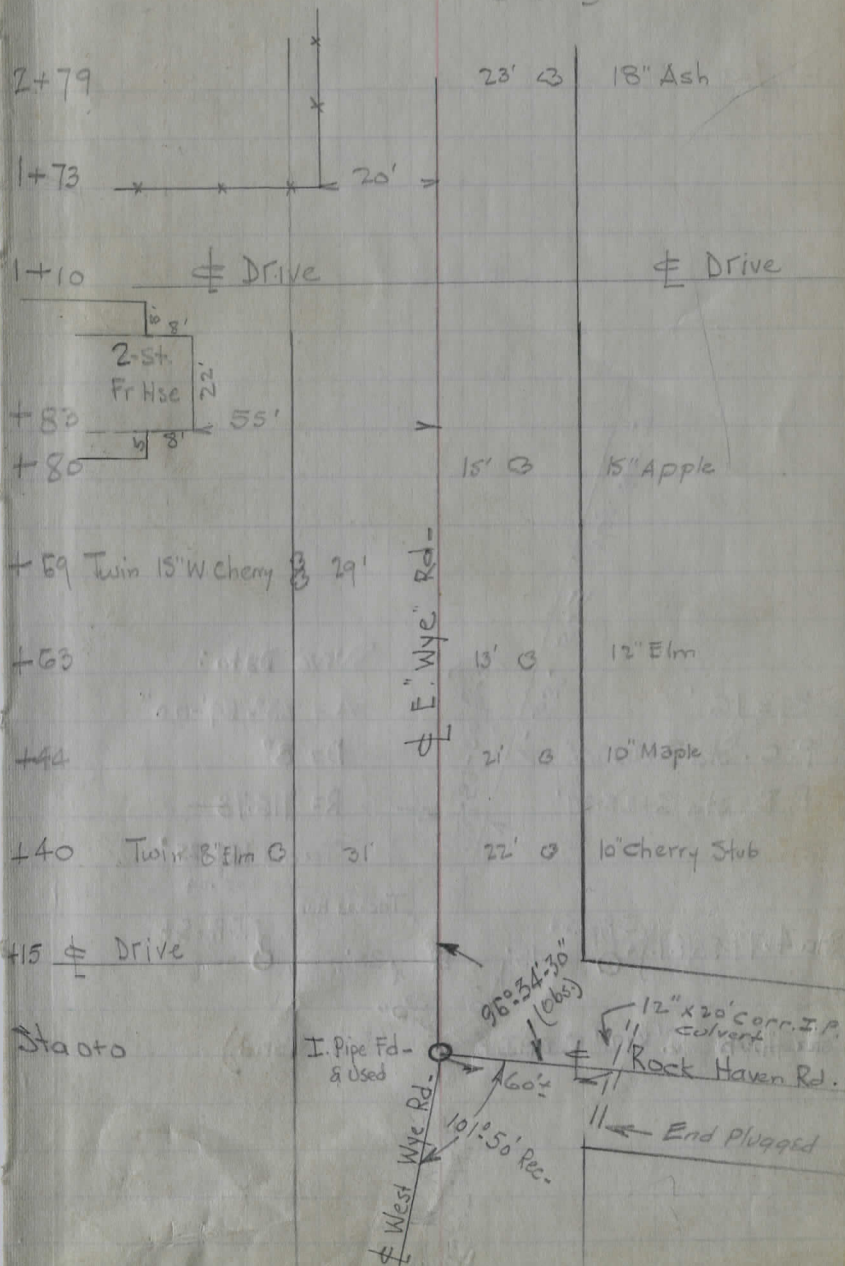 2+79 23' 18" Ash
1+73 20'
1+10 ℄ Drive ℄ Drive
8'
8'
2-St.
Fr Hse
22'
+83 55'
5' 8'
+80 15' 15" Apple
Twin 15" W Cherry 29'
13' 12" Elm
℄ E. "Wye" Rd-
+44 21' 10" Maple
+40 Twin 8" Elm 31' 22' 10" Cherry Stub
+15 ℄ Drive
96°-34'-30"
(Obs.)
12" x 20' Corr. I.P.
Culvert
Sta 0+0 I. Pipe Fd-
& Used
℄ Rock Haven Rd.
60'±
101°-50' Rec-
End Plugged
℄ West Wye Rd-